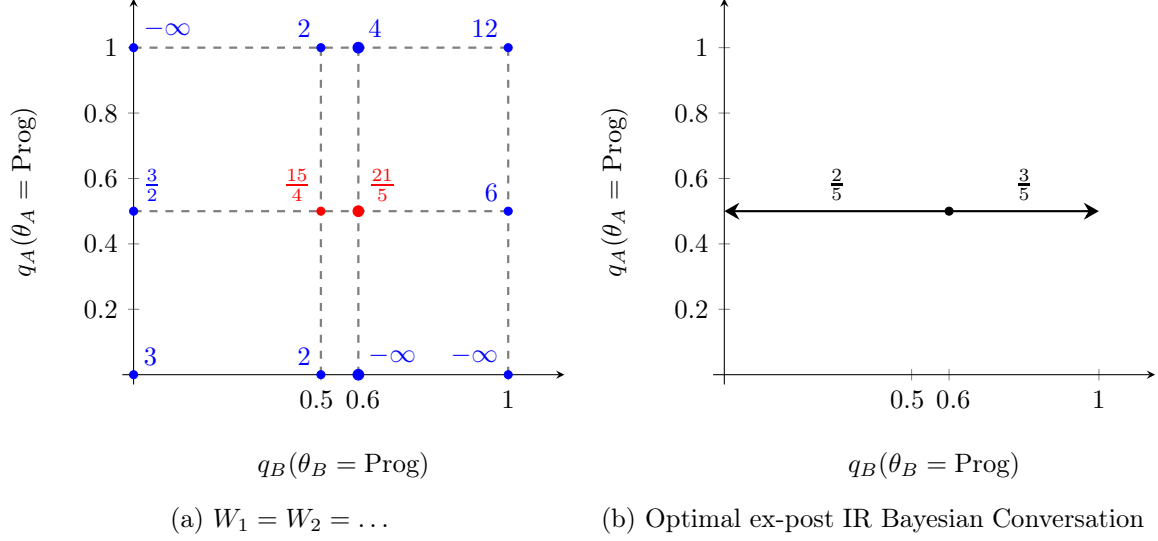 −∞ 2 4 12
1
0.8
0.6
3/2 15/4 21/5 6
0.4
0.2
3 2 −∞ −∞
0.5 0.6 1
q_A(θ_A = Prog)
q_B(θ_B = Prog)
(a) W_1 = W_2 = …
1
0.8
0.6
2/5 3/5
0.4
0.2
0.5 0.6 1
q_A(θ_A = Prog)
q_B(θ_B = Prog)
(b) Optimal ex-post IR Bayesian Conversation